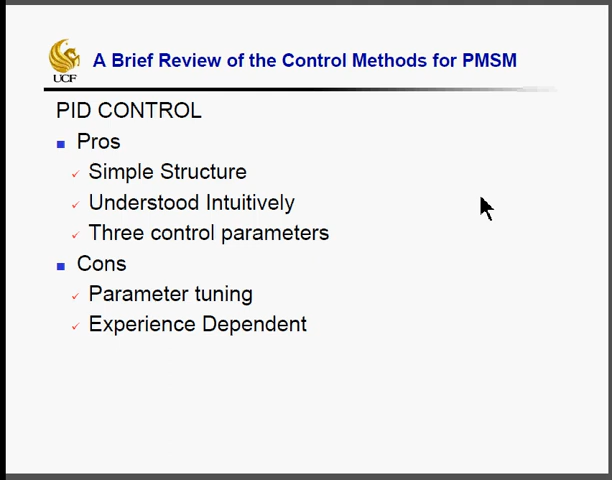 A Brief Review of the Control Methods for PMSM
UCF
PID CONTROL
Pros
Simple Structure
Understood Intuitively
Three control parameters
Cons
Parameter tuning
Experience Dependent